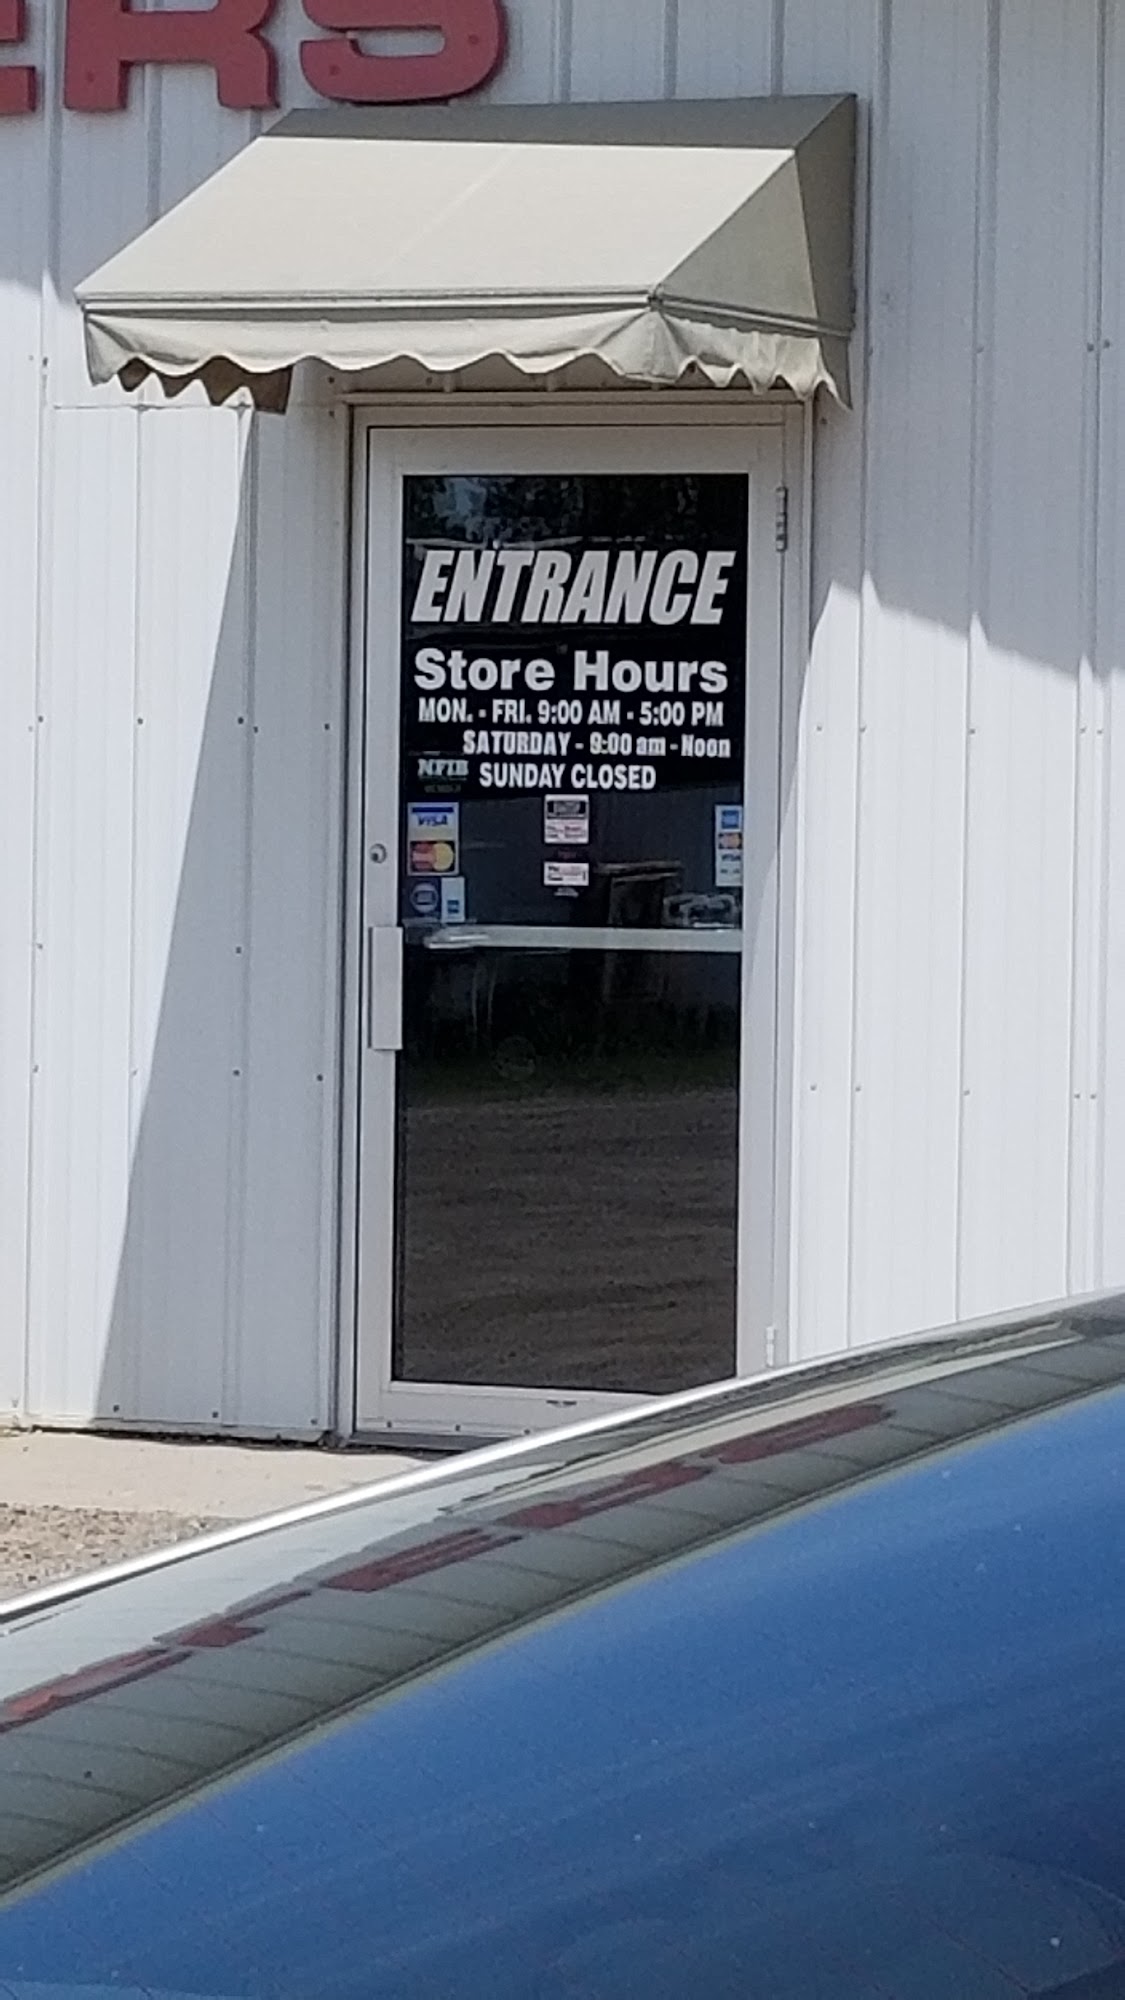 ERS
ENTRANCE
Store Hours
MON. - FRI. 9:00 AM - 5:00 PM
SATURDAY - 9:00 am - Noon
NFIB
SUNDAY CLOSED
VISA
VISA